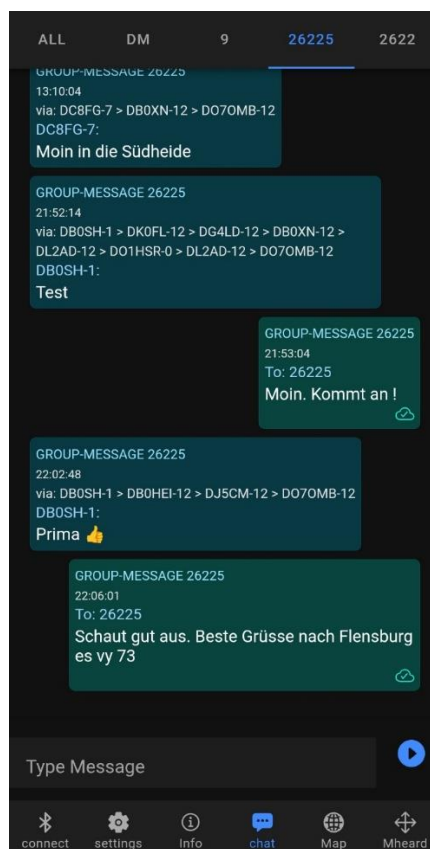 ALL DM 9 26225 2622
GROUP-MESSAGE 26225
13:10:04
via: DC8FG-7 > DB0XN-12 > DO7OMB-12
DC8FG-7:
Moin in die Südheide
GROUP-MESSAGE 26225
21:52:14
via: DB0SH-1 > DK0FL-12 > DG4LD-12 > DB0XN-12 >
DL2AD-12 > DO1HSR-0 > DL2AD-12 > DO7OMB-12
DB0SH-1:
Test
GROUP-MESSAGE 26225
21:53:04
To: 26225
Moin. Kommt an !
GROUP-MESSAGE 26225
22:02:48
via: DB0SH-1 > DB0HEI-12 > DJ5CM-12 > DO7OMB-12
DB0SH-1:
Prima 👍
GROUP-MESSAGE 26225
22:06:01
To: 26225
Schaut gut aus. Beste Grüsse nach Flensburg
es vy 73
Type Message
connect settings Info chat Map Mheard